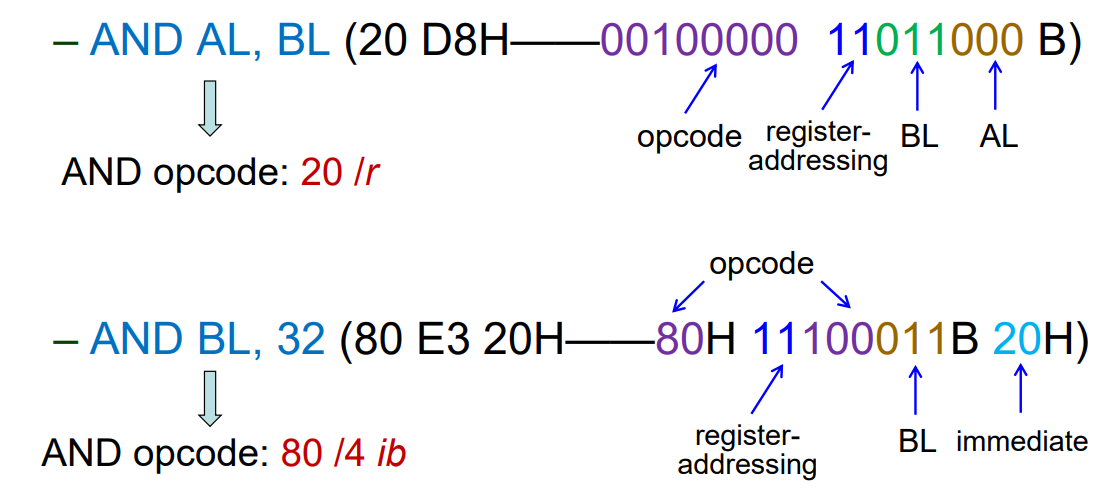 – AND AL, BL (20 D8H——00100000 11011000 B)
opcode
register-
addressing
BL
AL
AND opcode: 20 /r
opcode
– AND BL, 32 (80 E3 20H——80H 11100011B 20H)
register-
addressing
BL
immediate
AND opcode: 80 /4 ib